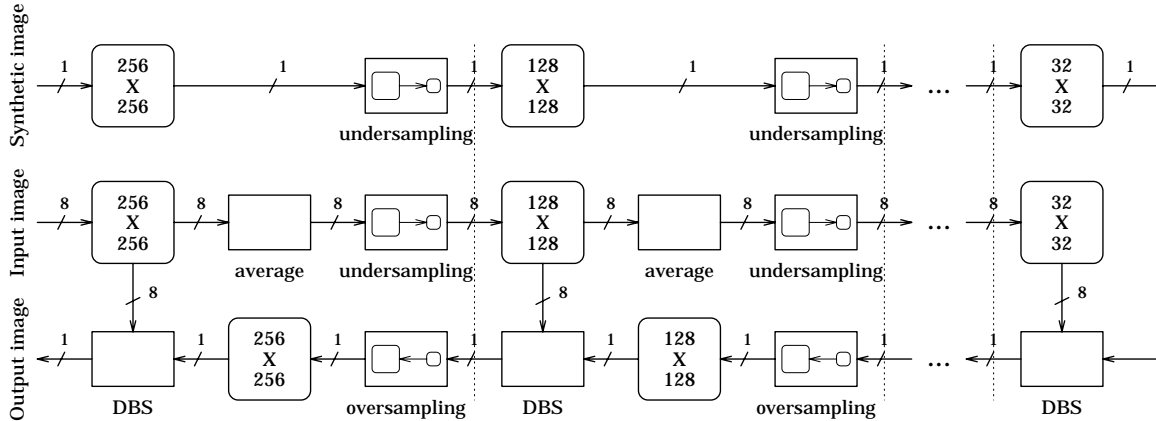 Synthetic image
1
256
X
256
1
undersampling
1
128
X
128
1
undersampling
1
...
1
32
X
32
1
Input image
8
256
X
256
8
average
8
undersampling
8
128
X
128
8
average
8
undersampling
8
...
8
32
X
32
8
8
8
Output image
1
DBS
1
256
X
256
1
oversampling
1
DBS
1
128
X
128
1
oversampling
1
...
1
DBS